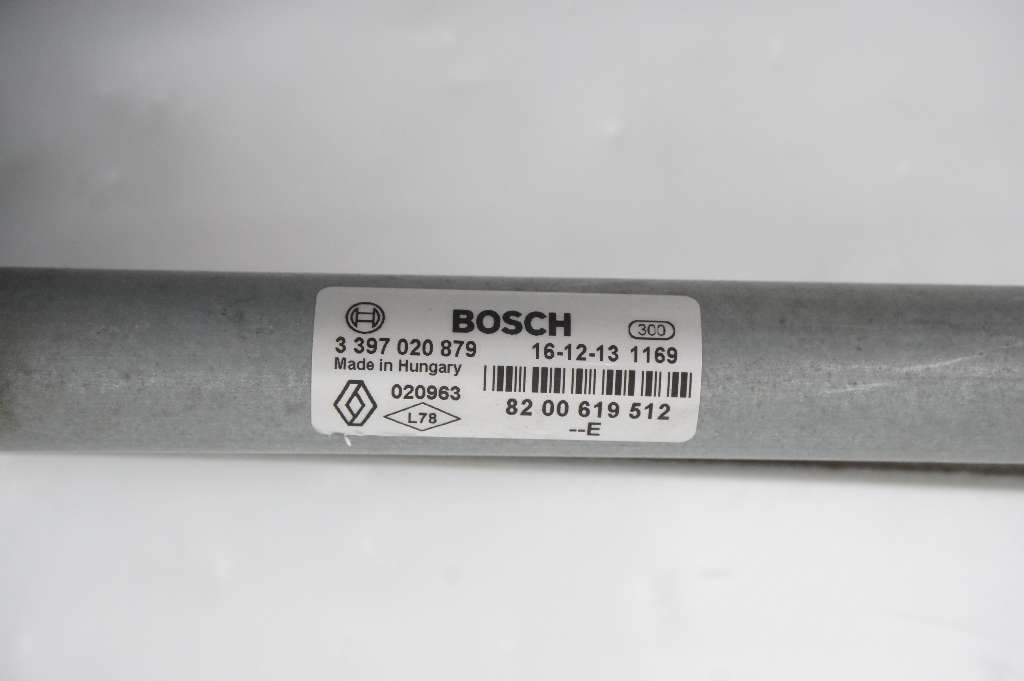 BOSCH 300
3 397 020 879 16-12-13 1169
Made in Hungary
020963
L78
82 00 619 512
--E